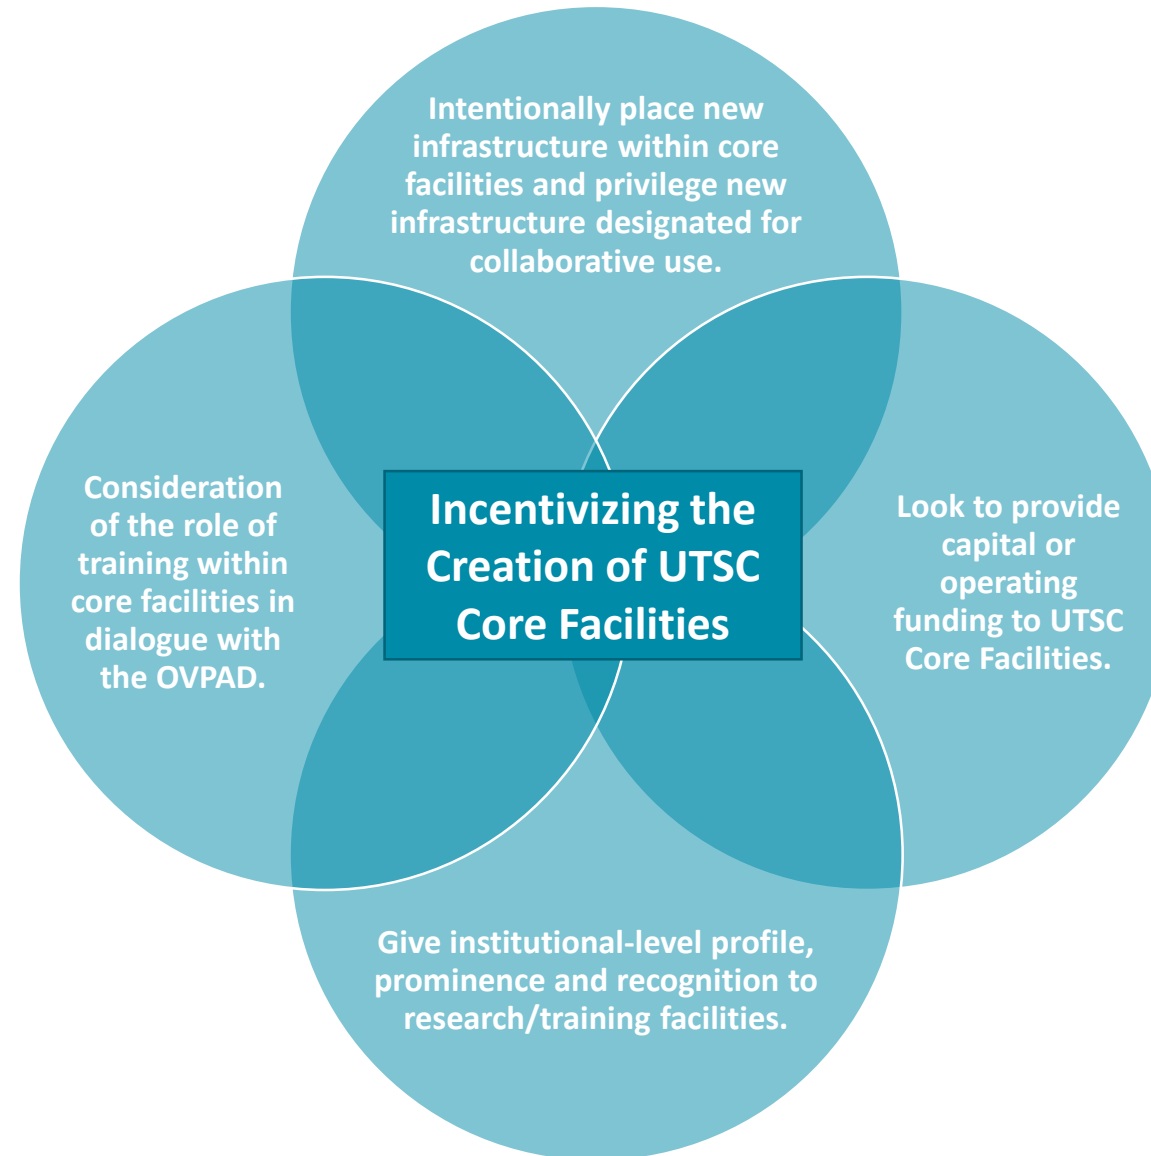 Intentionally place new
infrastructure within core
facilities and privilege new
infrastructure designated for
collaborative use.
Consideration
of the role of
training within
core facilities in
dialogue with
the OVPAD.
Incentivizing the
Creation of UTSC
Core Facilities
Look to provide
capital or
operating
funding to UTSC
Core Facilities.
Give institutional-level profile,
prominence and recognition to
research/training facilities.